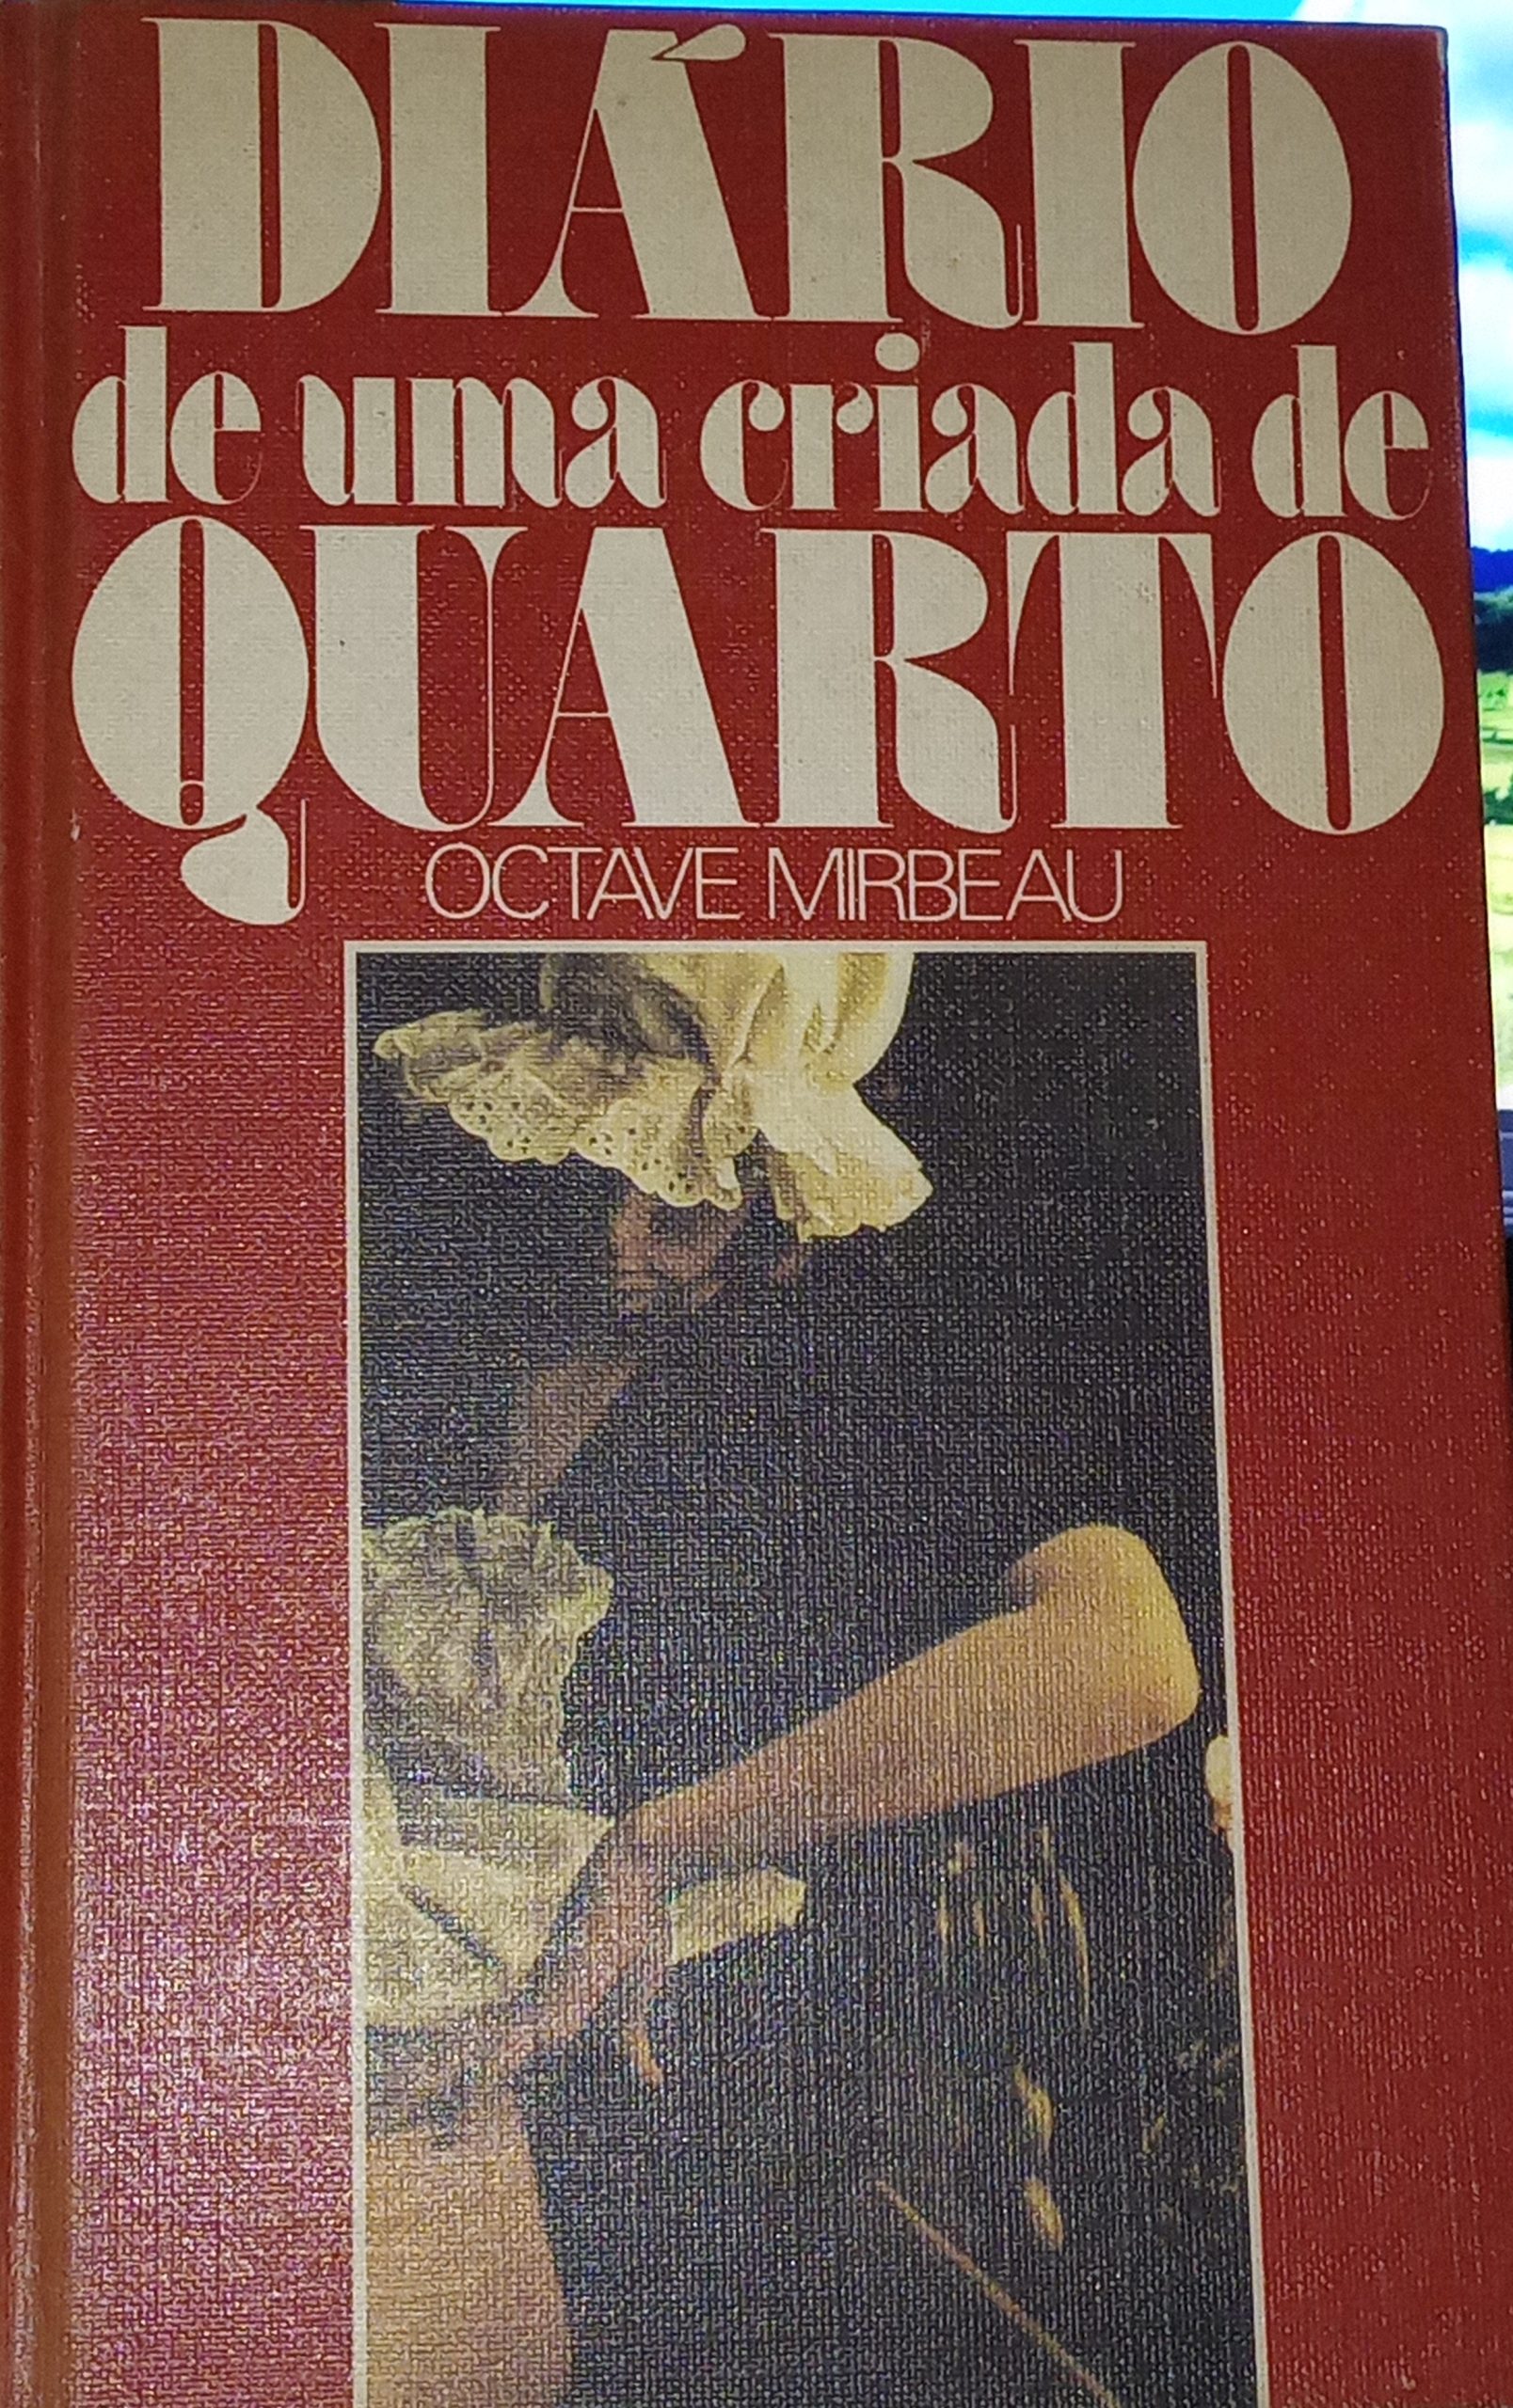 DIÁRIO
de uma criada de
QUARTO
OCTAVE MIRBEAU